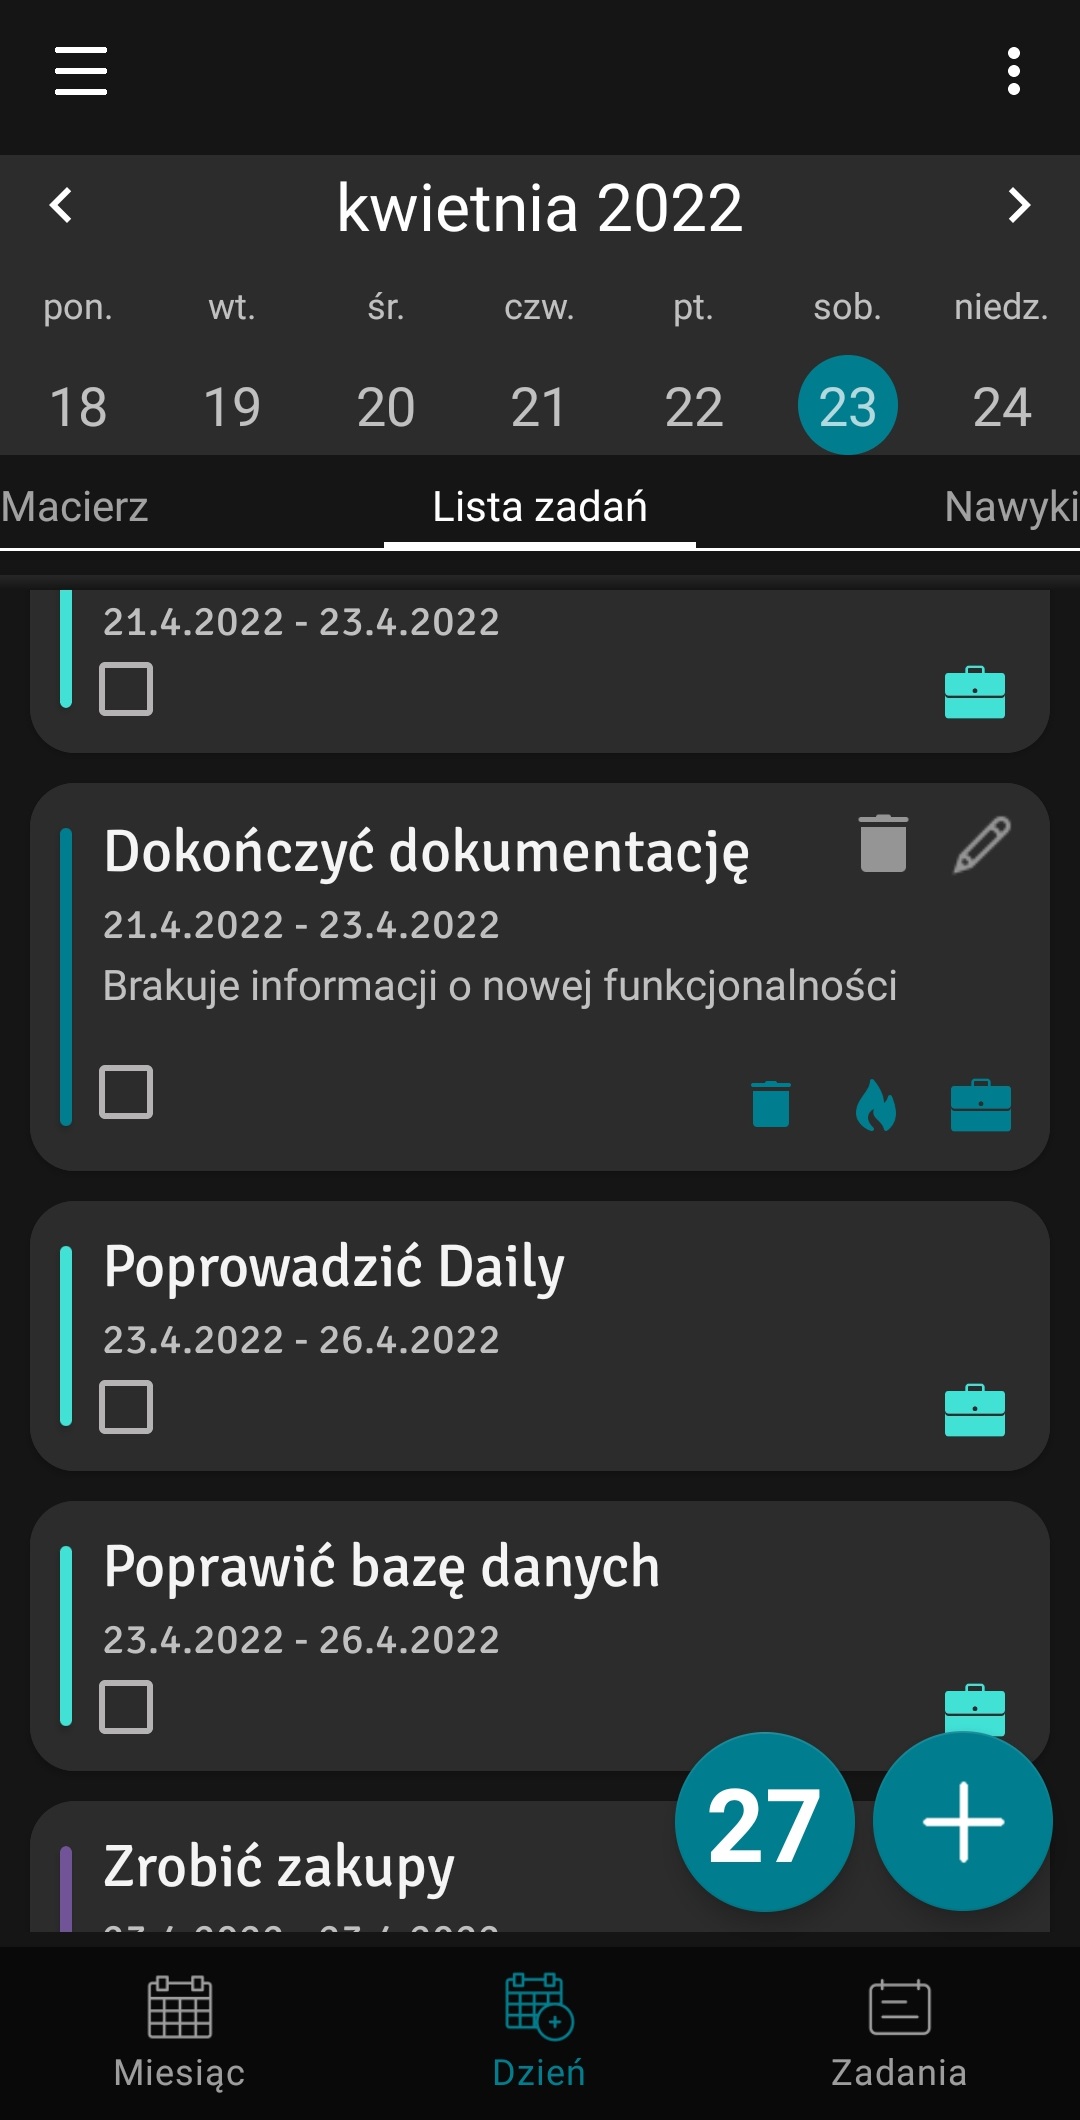 kwietnia 2022
pon. wt. śr. czw. pt. sob. niedz.
18 19 20 21 22 23 24
Macierz Lista zadań Nawyki
21.4.2022 - 23.4.2022
Dokończyć dokumentację
21.4.2022 - 23.4.2022
Brakuje informacji o nowej funkcjonalności
Poprowadzić Daily
23.4.2022 - 26.4.2022
Poprawić bazę danych
23.4.2022 - 26.4.2022
27
Zrobić zakupy
Miesiąc Dzień Zadania